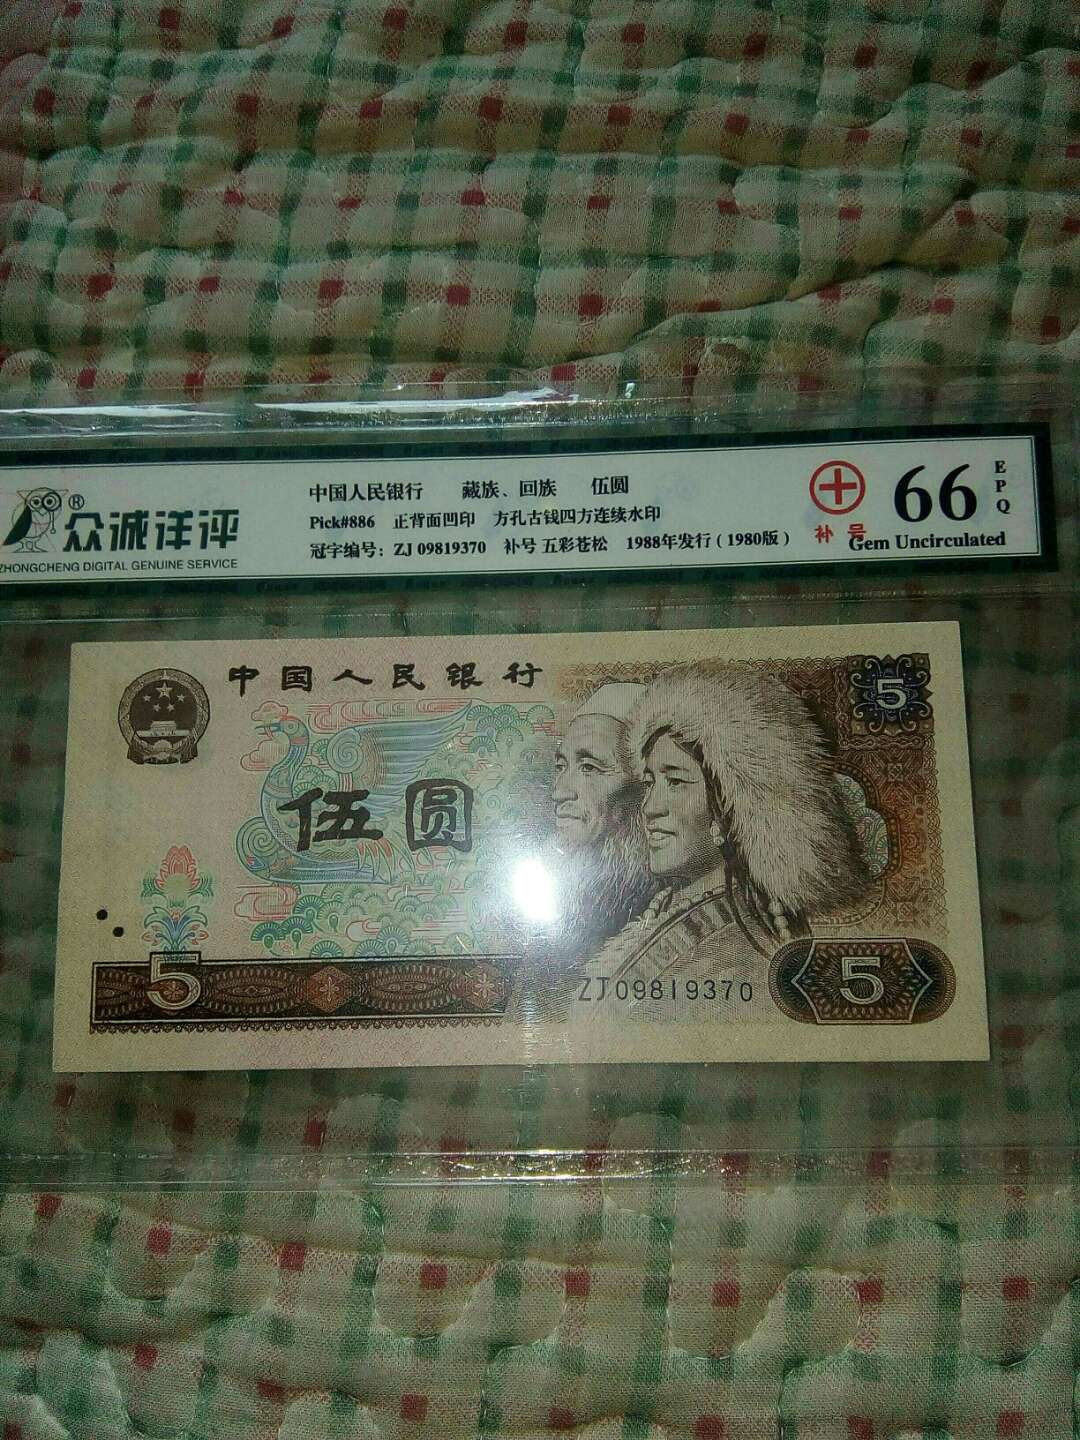 中国人民银行 藏族、回族 伍圆
Pick#886 正背面凹印 方孔古钱四方连续水印
冠字编号: ZJ 09819370 补号 五彩苍松 1988年发行 ( 1980版 )
®
众诚评评
ZHONGCHENG DIGITAL GENUINE SERVICE
补 号
66
EPQ
Gem Uncirculated
中国人民银行
5
伍圆
5
ZJ09819370
5